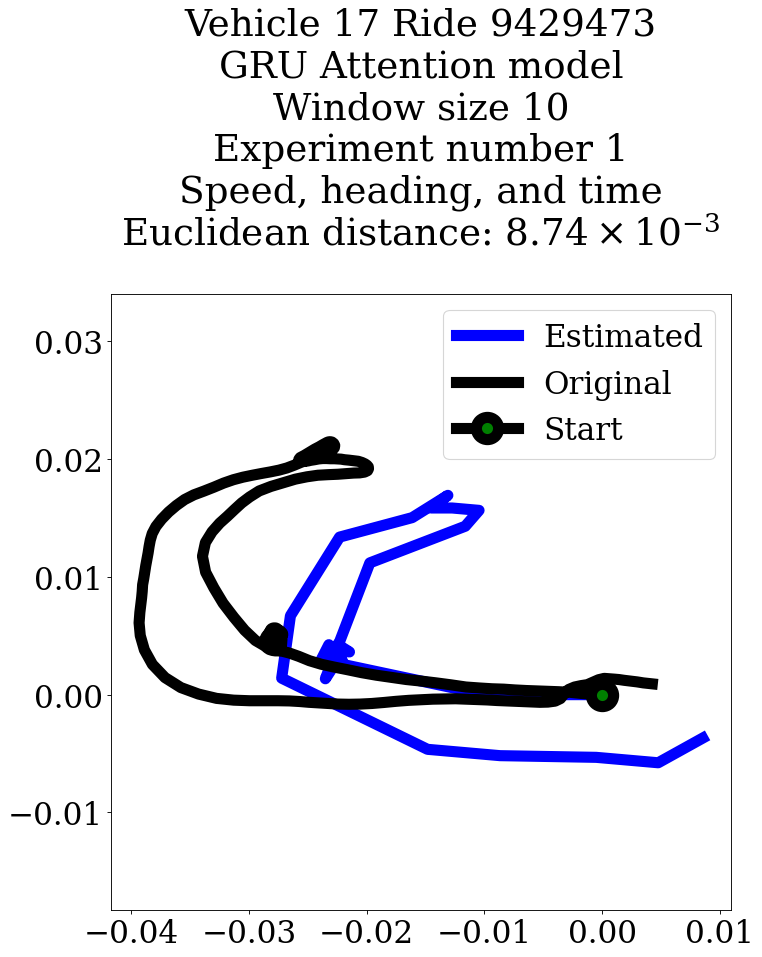 Vehicle 17 Ride 9429473
GRU Attention model
Window size 10
Experiment number 1
Speed, heading, and time
Euclidean distance: 8.74 × 10⁻³
Estimated
Original
Start
0.03
0.02
0.01
0.00
−0.01
−0.04 −0.03 −0.02 −0.01 0.00 0.01